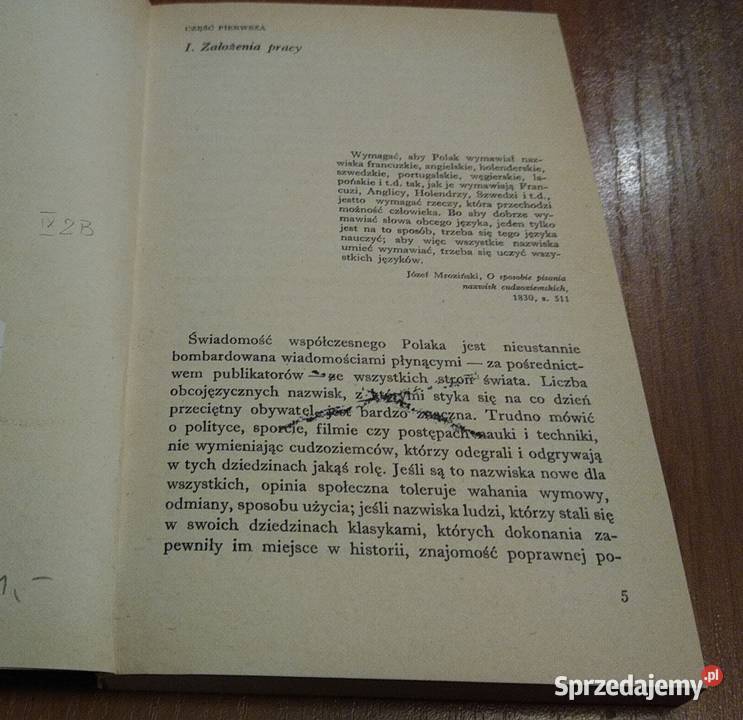 CZĘŚĆ PIERWSZA
I. Założenia pracy
Wymagać, aby Polak wymawiał naz-
wiska francuzkie, angielskie, holenderskie,
szwedzkie, portugalskie, węgierskie, la-
pońskie i t.d. tak, jak je wymawiają Fran-
cuzi, Anglicy, Holendrzy, Szwedzi i t.d.,
jestto wymagać rzeczy, która przechodzi
możność człowieka. Bo aby dobrze wy-
mawiać słowa obcego języka, jeden tylko
jest na to sposób, trzeba się tego języka
nauczyć; aby więc wszystkie nazwiska
umieć wymawiać, trzeba się uczyć wszy-
stkich języków.
Józef Mroziński, O sposobie pisania
nazwisk cudzoziemskich,
1830, s. 511
Świadomość współczesnego Polaka jest nieustannie
bombardowana wiadomościami płynącymi — za pośrednict-
wem publikatorów — ze wszystkich stron świata. Liczba
obcojęzycznych nazwisk, z którymi styka się na co dzień
przeciętny obywatel, jest bardzo znaczna. Trudno mówić
o polityce, sporcie, filmie czy postępach nauki i techniki,
nie wymieniając cudzoziemców, którzy odegrali i odgrywają
w tych dziedzinach jakąś rolę. Jeśli są to nazwiska nowe dla
wszystkich, opinia społeczna toleruje wahania wymowy,
odmiany, sposobu użycia; jeśli nazwiska ludzi, którzy stali się
w swoich dziedzinach klasykami, których dokonania za-
pewniły im miejsce w historii, znajomość poprawnej po-
5
IV 2B
1,-
Sprzedajemy.pl